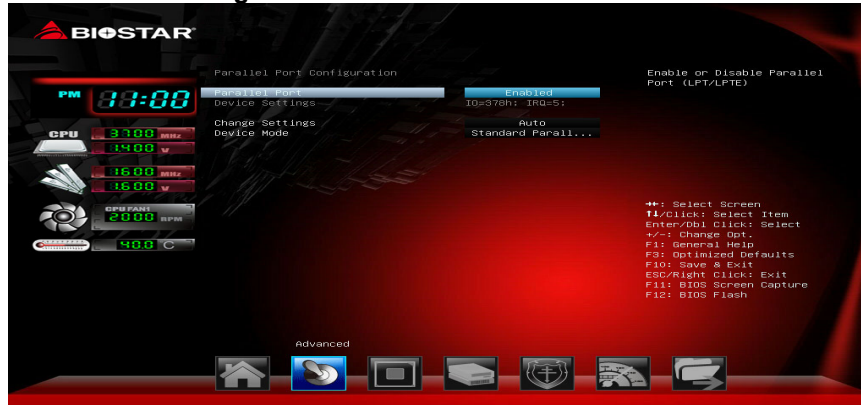 BIOSTAR
Parallel Port Configuration
Parallel Port Enabled
Device Settings IO=378h; IRQ=5;
Change Settings Auto
Device Mode Standard Parall...
Enable or Disable Parallel
Port (LPT/LPTE)
PM 11:00
CPU 3700 MHz
1.400 V
1600 MHz
1.600 V
CPU FAN1
2000 RPM
40.0 C
→←: Select Screen
↑↓/Click: Select Item
Enter/Dbl Click: Select
+/-: Change Opt.
F1: General Help
F3: Optimized Defaults
F10: Save & Exit
ESC/Right Click: Exit
F11: BIOS Screen Capture
F12: BIOS Flash
Advanced